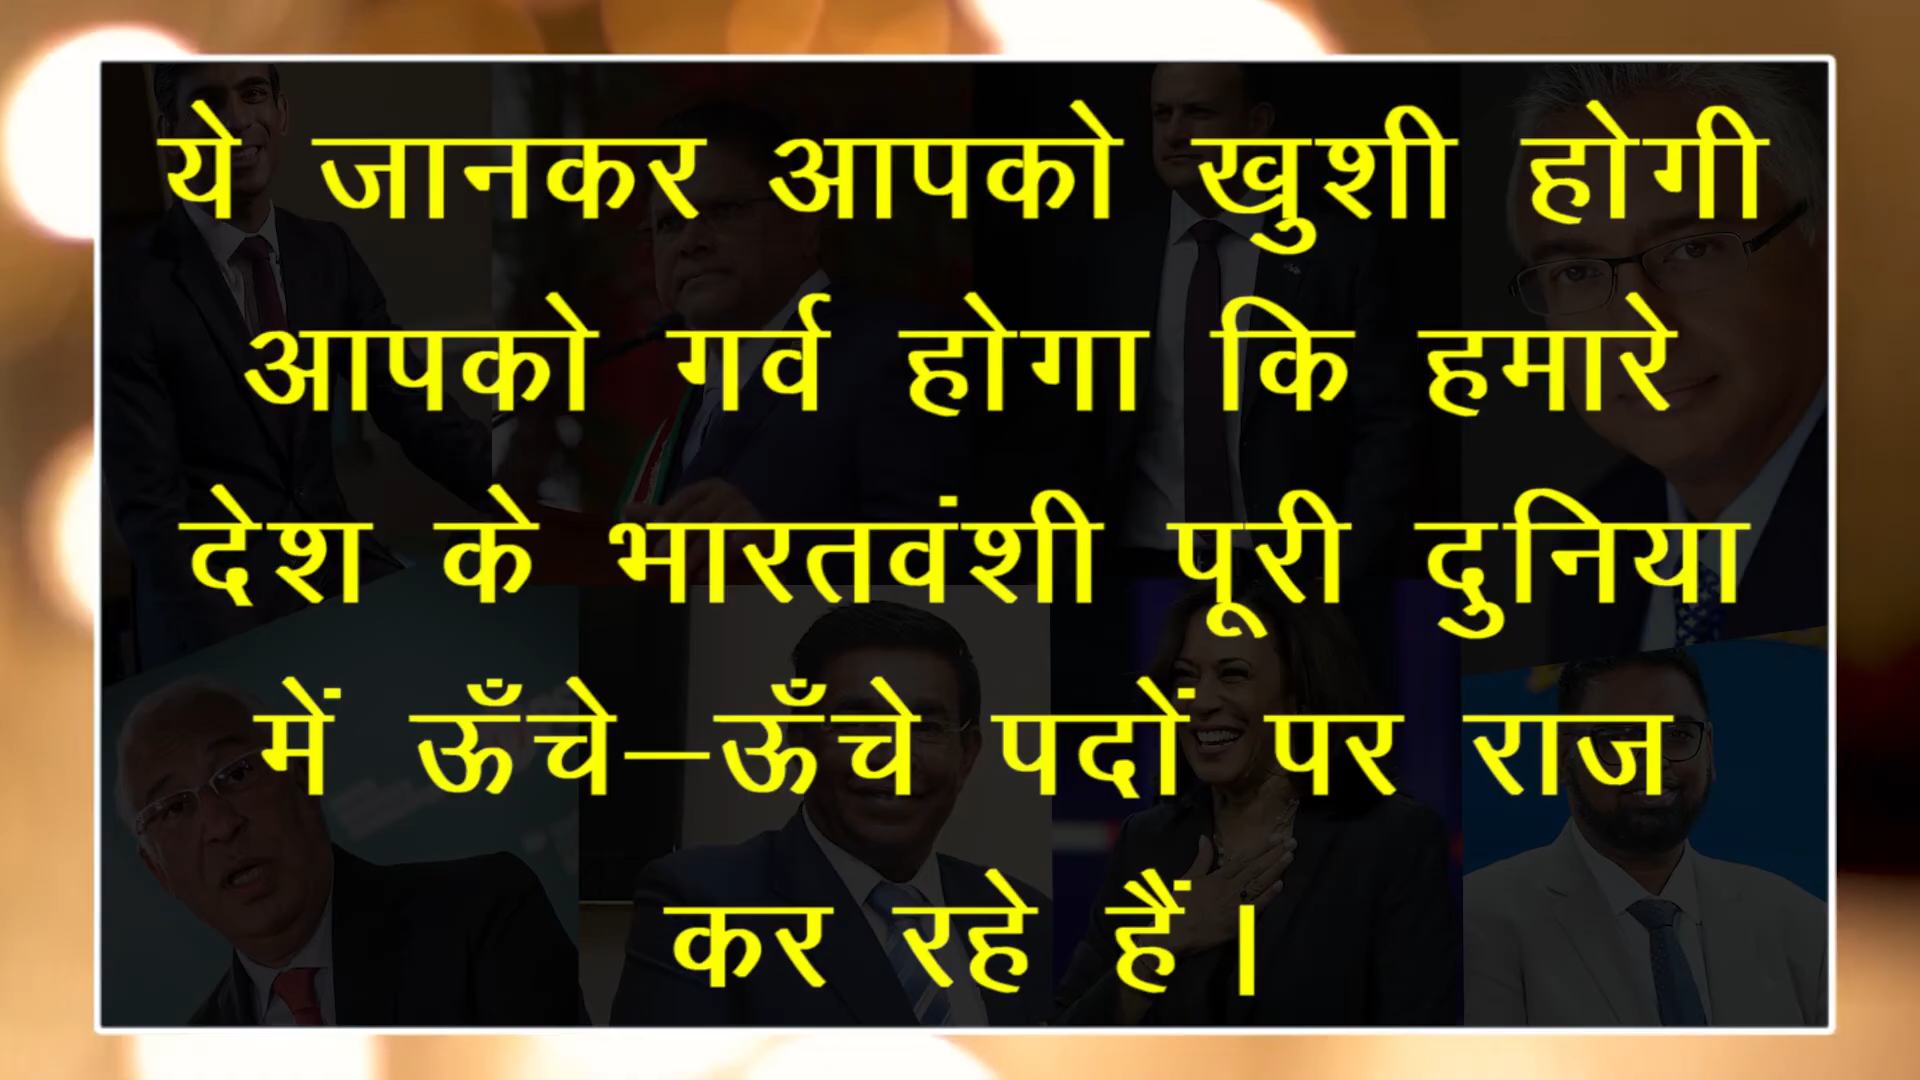 ये जानकर आपको खुशी होगी
आपको गर्व होगा कि हमारे
देश के भारतवंशी पूरी दुनिया
में ऊँचे–ऊँचे पदों पर राज
कर रहे हैं।